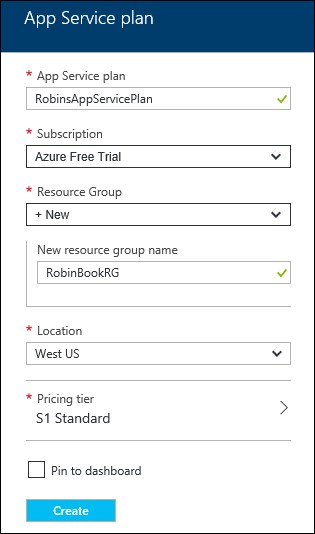 App Service plan
* App Service plan
RobinsAppServicePlan
* Subscription
Azure Free Trial
* Resource Group
+ New
New resource group name
RobinBookRG
* Location
West US
* Pricing tier
S1 Standard
Pin to dashboard
Create